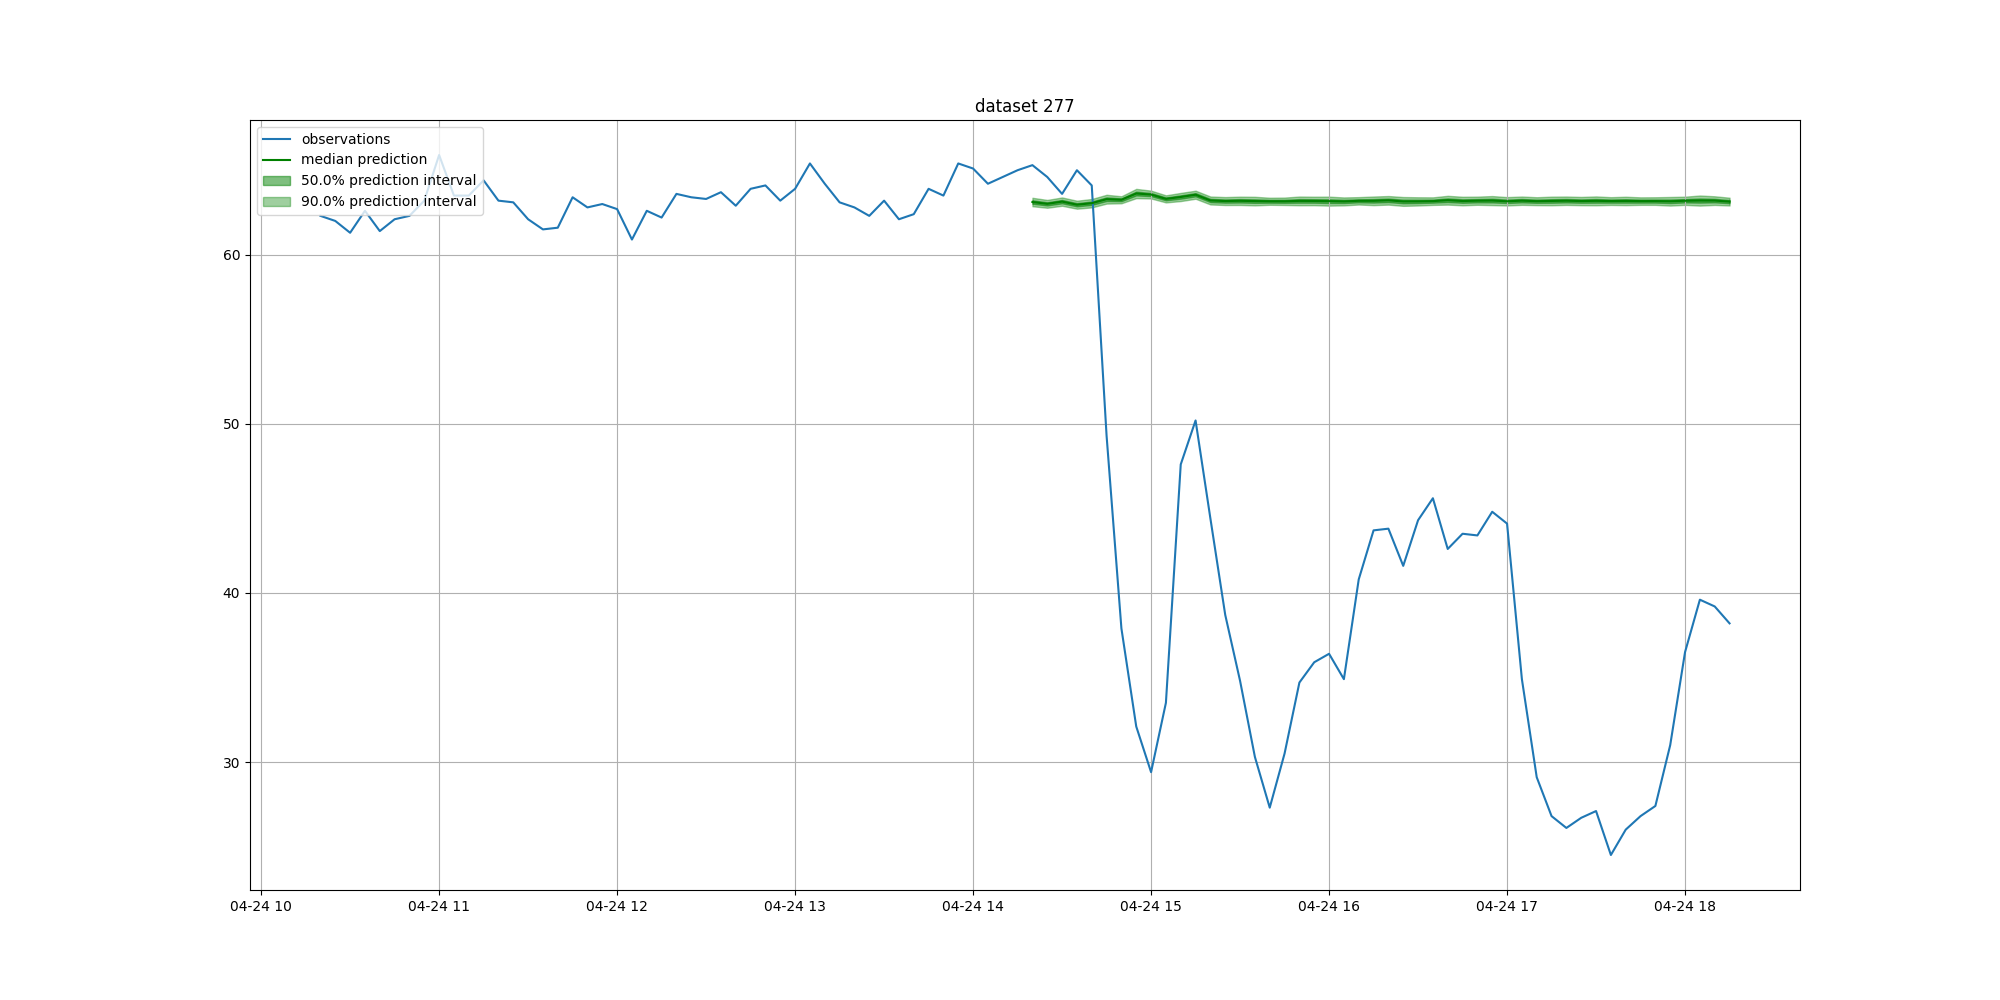 dataset 277
observations
median prediction
50.0% prediction interval
90.0% prediction interval
60
50
40
30
04-24 10
04-24 11
04-24 12
04-24 13
04-24 14
04-24 15
04-24 16
04-24 17
04-24 18